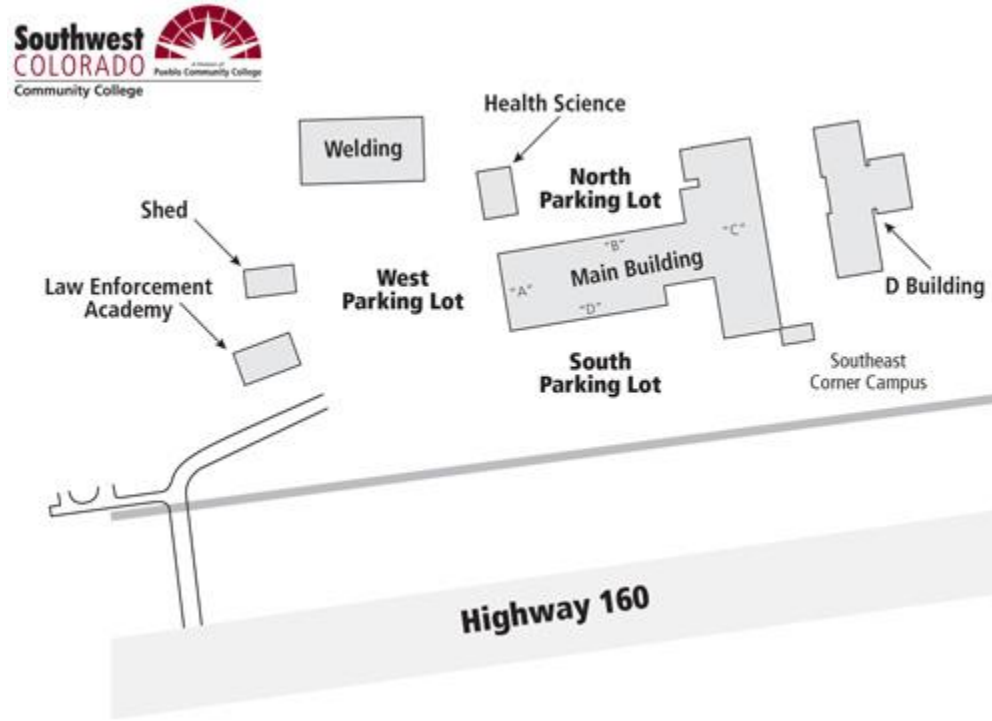 Southwest
COLORADO
Community College
A Division of
Pueblo Community College
Health Science
Welding
North
Parking Lot
Shed
"B"
"C"
Main Building
West
Parking Lot
Law Enforcement
Academy
"A"
"D"
D Building
South
Parking Lot
Southeast
Corner Campus
Highway 160